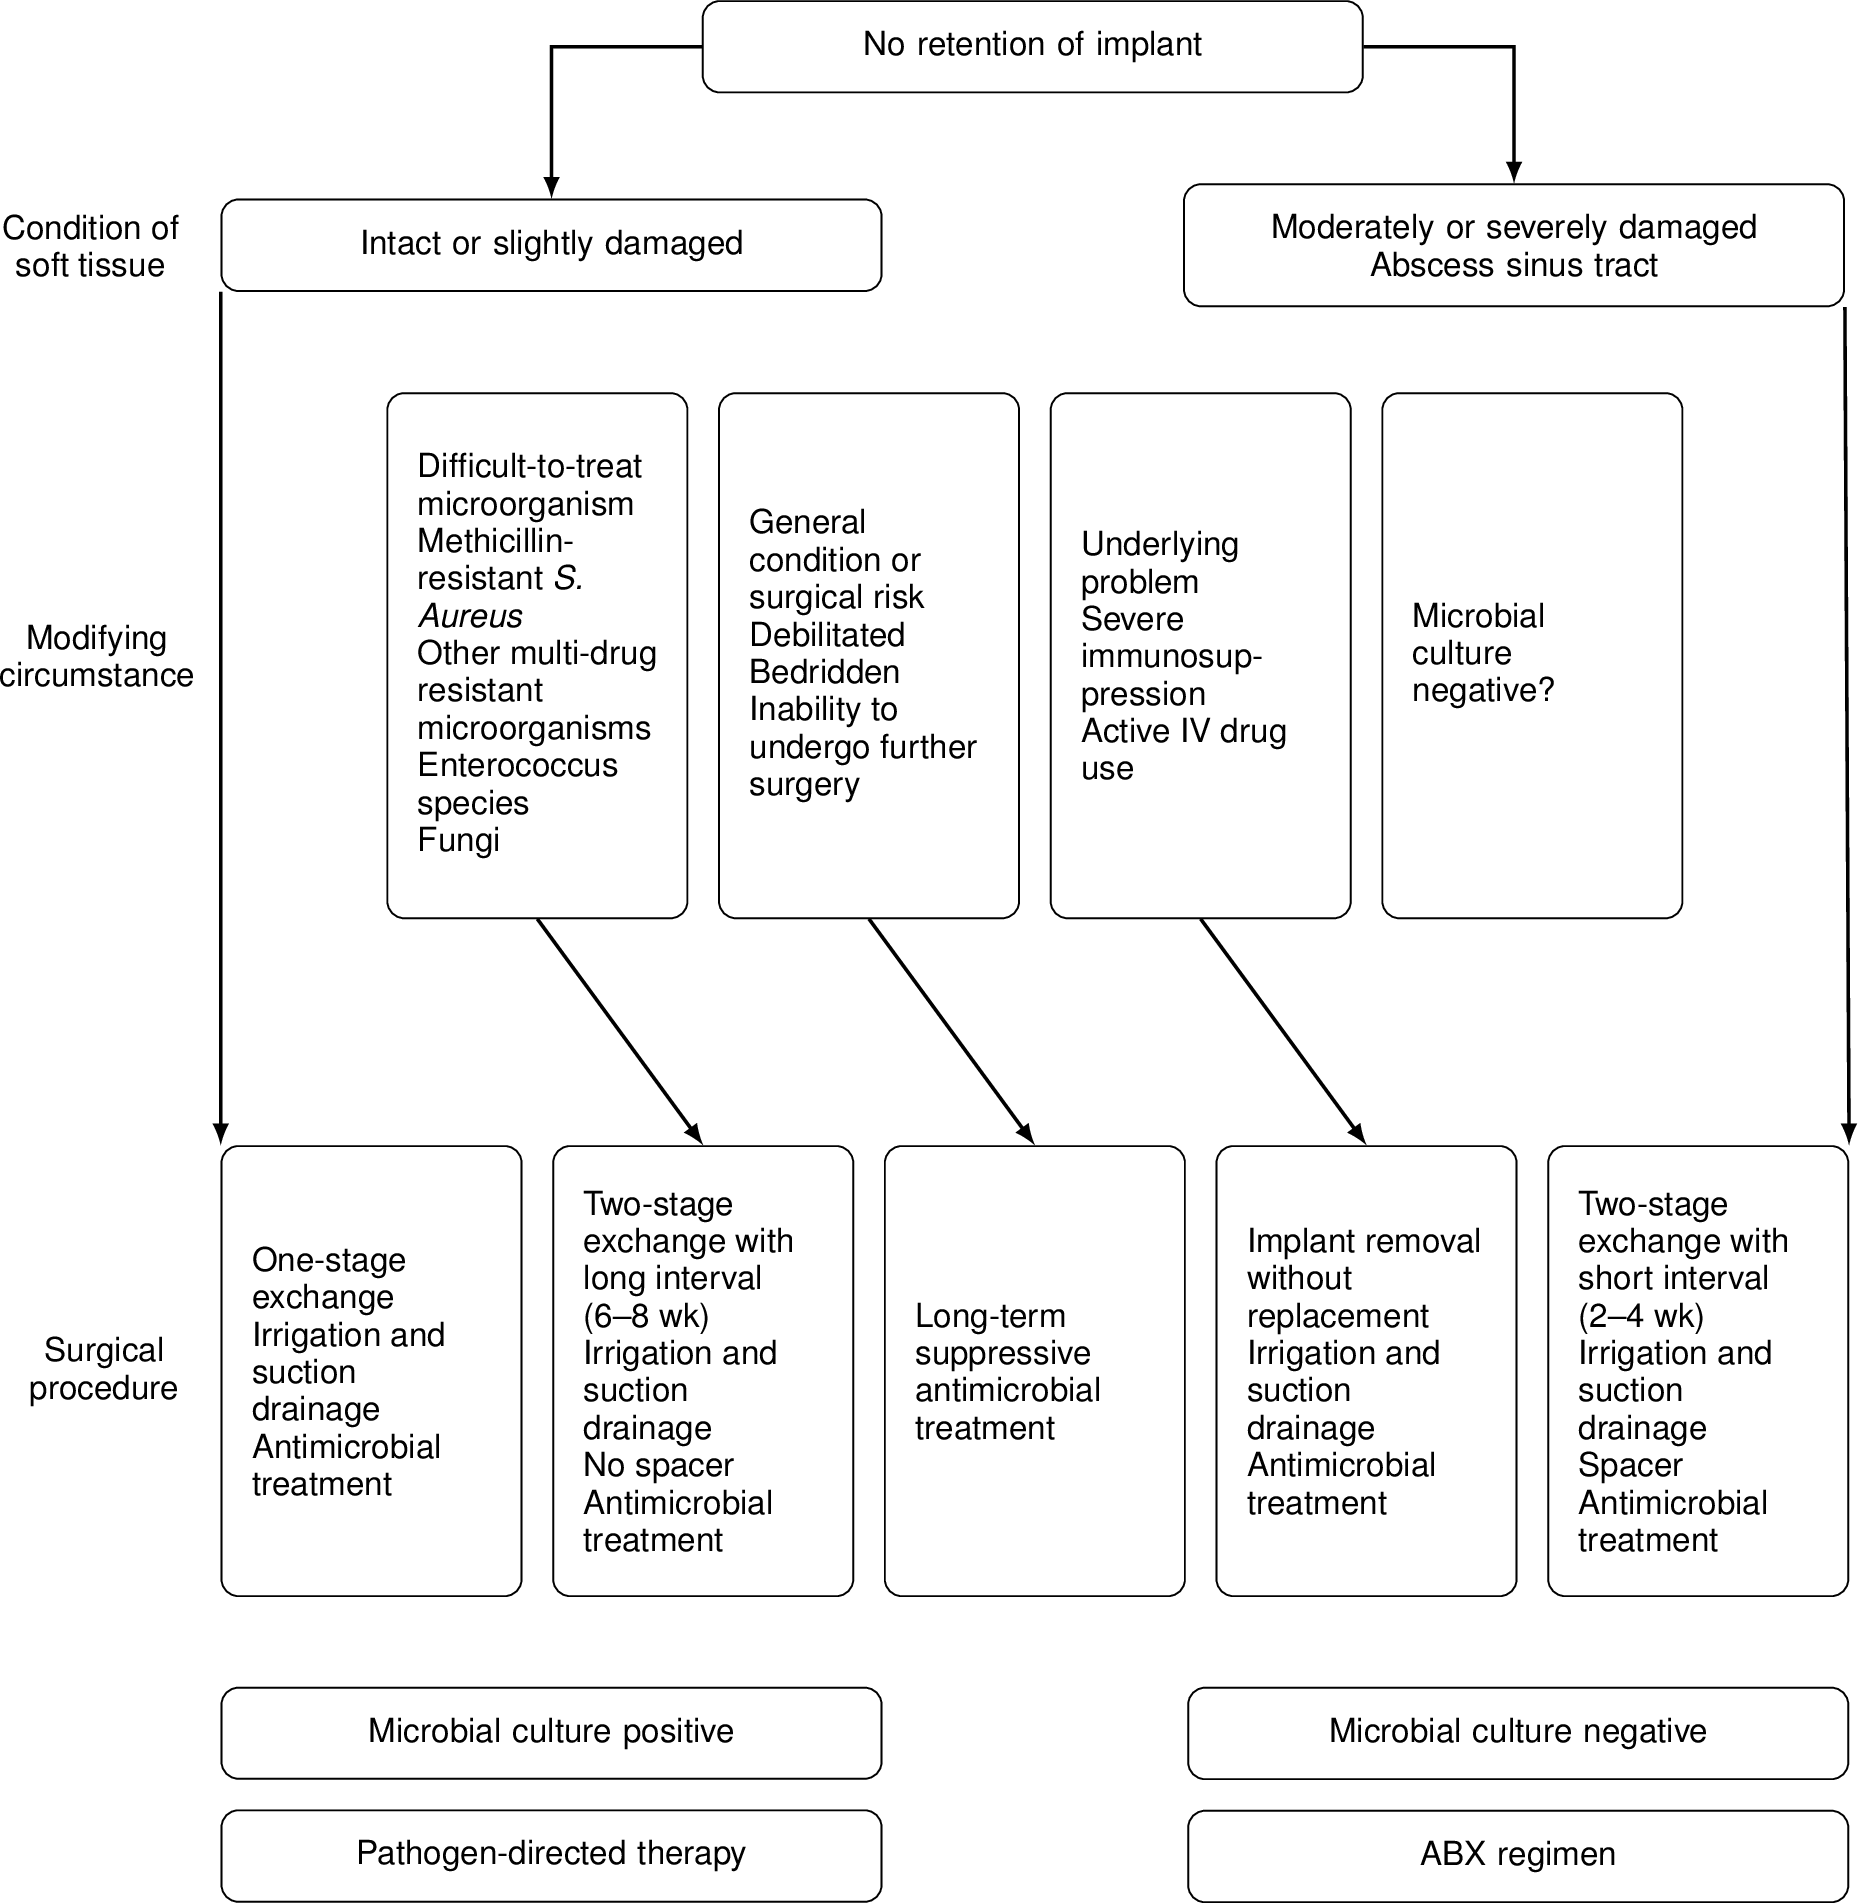 No retention of implant
Condition of
soft tissue
Intact or slightly damaged
Moderately or severely damaged
Abscess sinus tract
Modifying
circumstance
Difficult-to-treat
microorganism
Methicillin-
resistant S.
Aureus
Other multi-drug
resistant
microorganisms
Enterococcus
species
Fungi
General
condition or
surgical risk
Debilitated
Bedridden
Inability to
undergo further
surgery
Underlying
problem
Severe
immunosup-
pression
Active IV drug
use
Microbial
culture
negative?
Surgical
procedure
One-stage
exchange
Irrigation and
suction
drainage
Antimicrobial
treatment
Two-stage
exchange with
long interval
(6–8 wk)
Irrigation and
suction
drainage
No spacer
Antimicrobial
treatment
Long-term
suppressive
antimicrobial
treatment
Implant removal
without
replacement
Irrigation and
suction
drainage
Antimicrobial
treatment
Two-stage
exchange with
short interval
(2–4 wk)
Irrigation and
suction
drainage
Spacer
Antimicrobial
treatment
Microbial culture positive
Microbial culture negative
Pathogen-directed therapy
ABX regimen